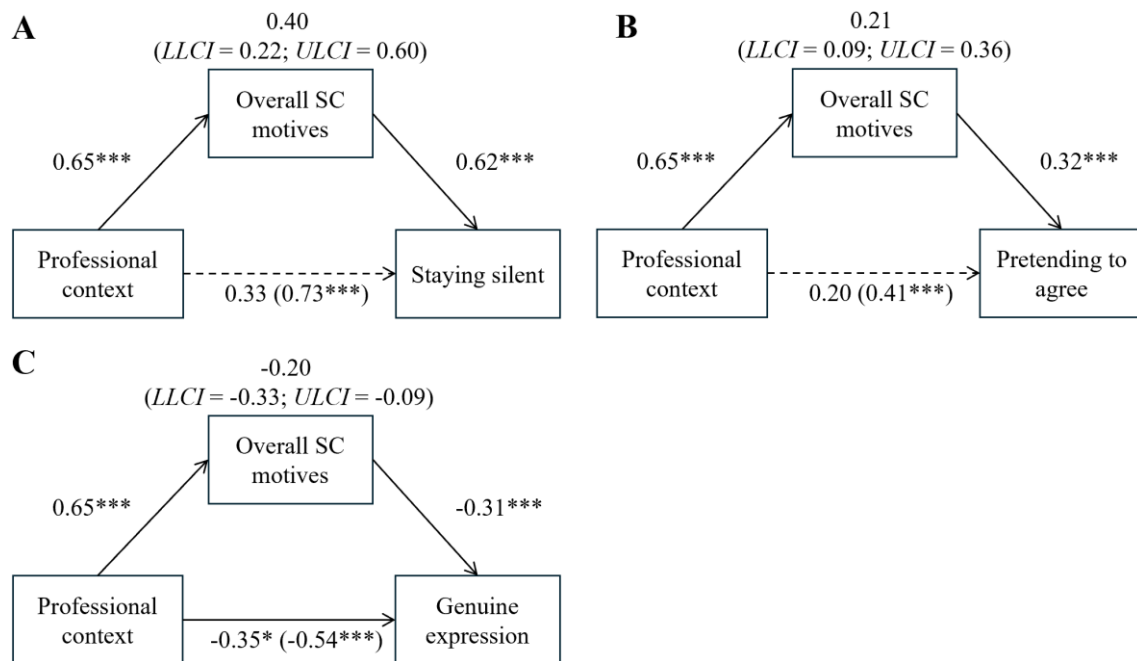 A
0.40
(LLCI = 0.22; ULCI = 0.60)
Overall SC
motives
0.65***
0.62***
Professional
context
0.33 (0.73***)
Staying silent
B
0.21
(LLCI = 0.09; ULCI = 0.36)
Overall SC
motives
0.65***
0.32***
Professional
context
0.20 (0.41***)
Pretending to
agree
C
-0.20
(LLCI = -0.33; ULCI = -0.09)
Overall SC
motives
0.65***
-0.31***
Professional
context
-0.35* (-0.54***)
Genuine
expression